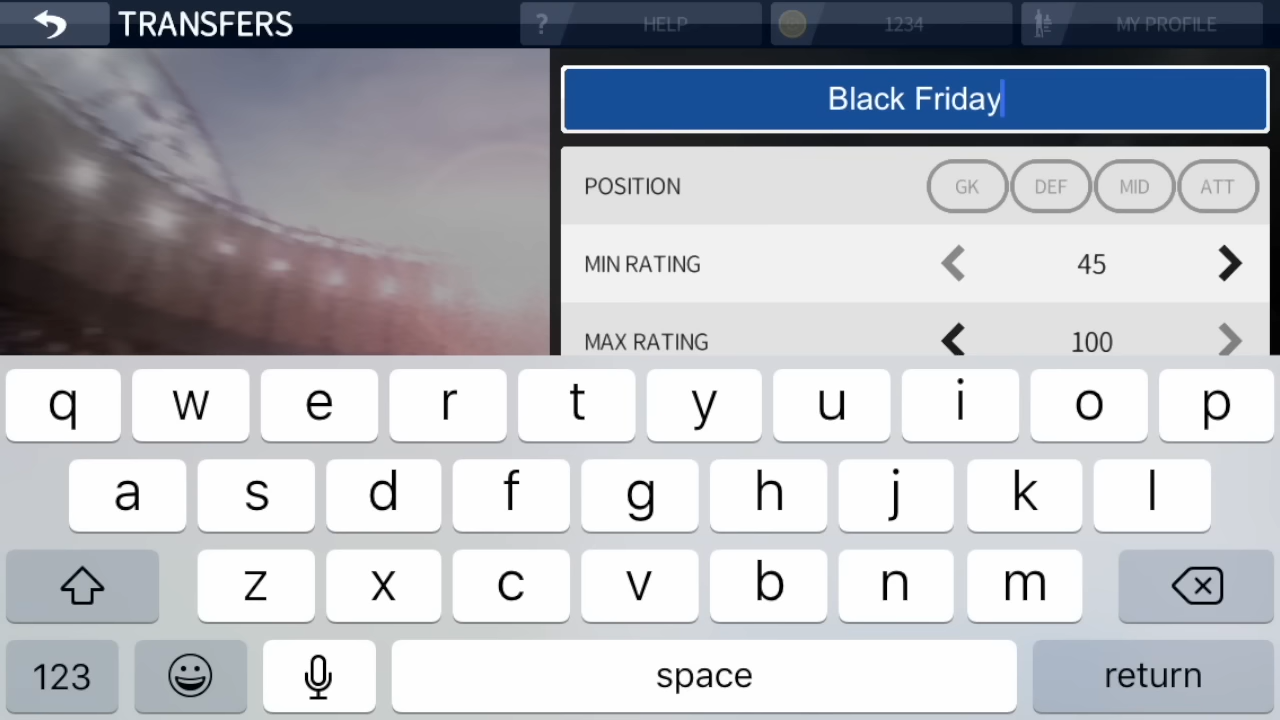 TRANSFERS
? HELP
1234
MY PROFILE
Black Friday
POSITION GK DEF MID ATT
MIN RATING 45
MAX RATING 100
q w e r t y u i o p
a s d f g h j k l
z x c v b n m
123 space return